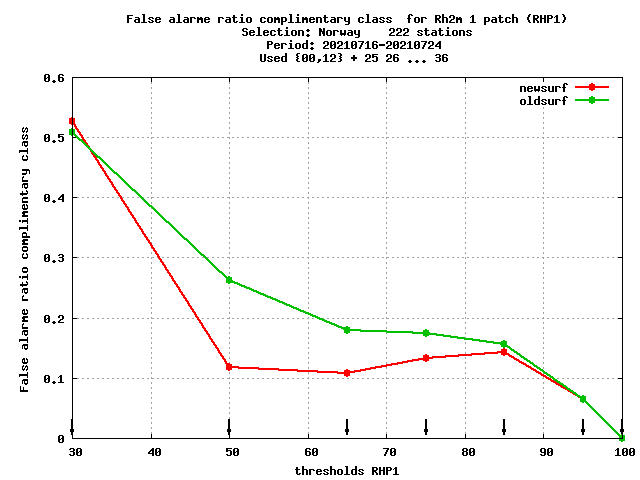 False alarme ratio complimentary class  for Rh2m 1 patch (RHP1)
Selection: Norway    222 stations
Period: 20210716-20210724
Used {00,12} + 25 26 ... 36
newsurf
oldsurf
False alarme ratio complimentary class
0.6
0.5
0.4
0.3
0.2
0.1
0
30 40 50 60 70 80 90 100
thresholds RHP1